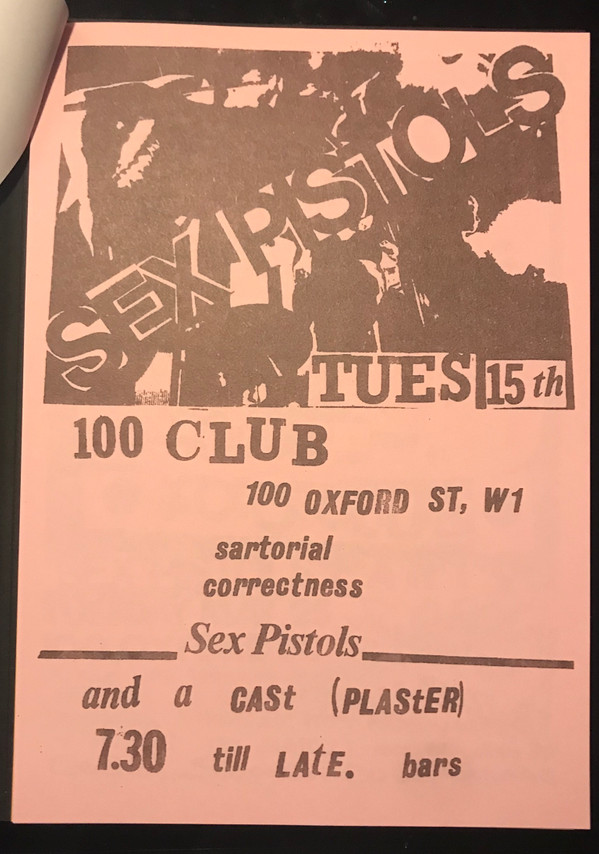 SEX PISTOLS
TUES 15th
100 CLUB
100 OXFORD ST, W1
sartorial
correctness
Sex Pistols
and a CASt (PLAStER)
7.30 till LAtE. bars